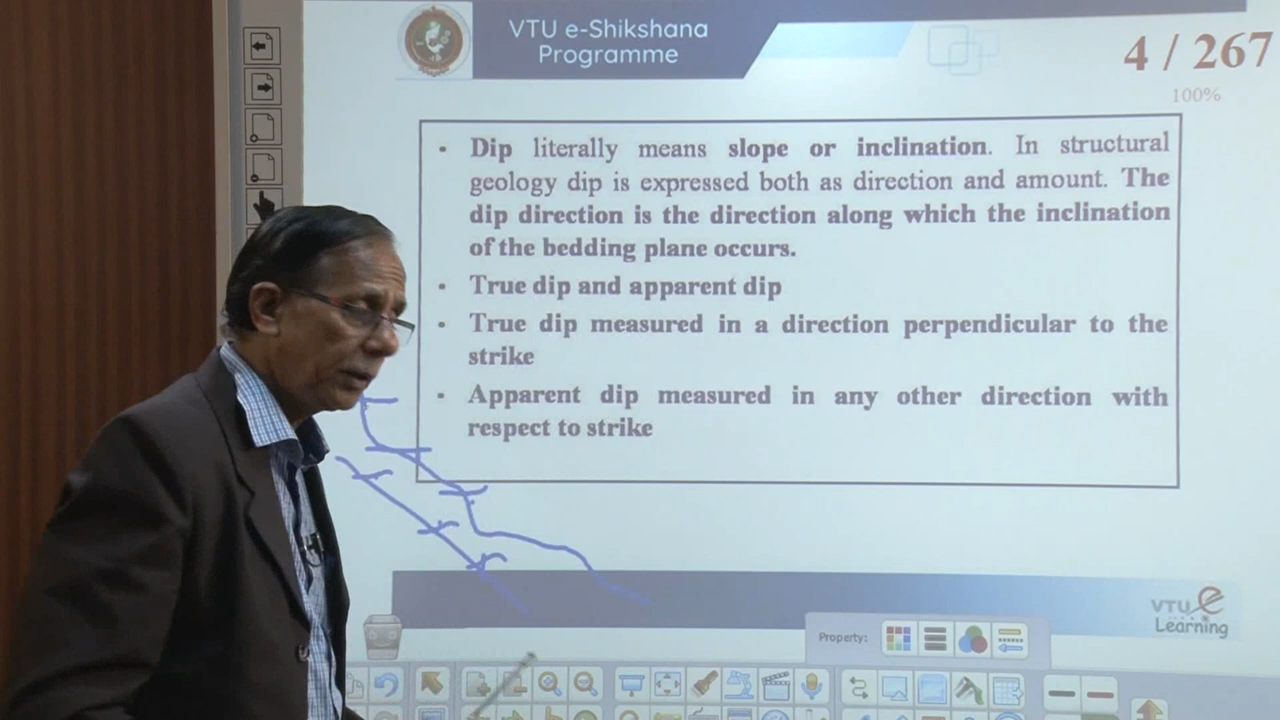 VTU e-Shikshana
Programme
4 / 267
100%
• Dip literally means slope or inclination. In structural
geology dip is expressed both as direction and amount. The
dip direction is the direction along which the inclination
of the bedding plane occurs.
• True dip and apparent dip
• True dip measured in a direction perpendicular to the
strike
• Apparent dip measured in any other direction with
respect to strike
VTU e
Learning
Property: